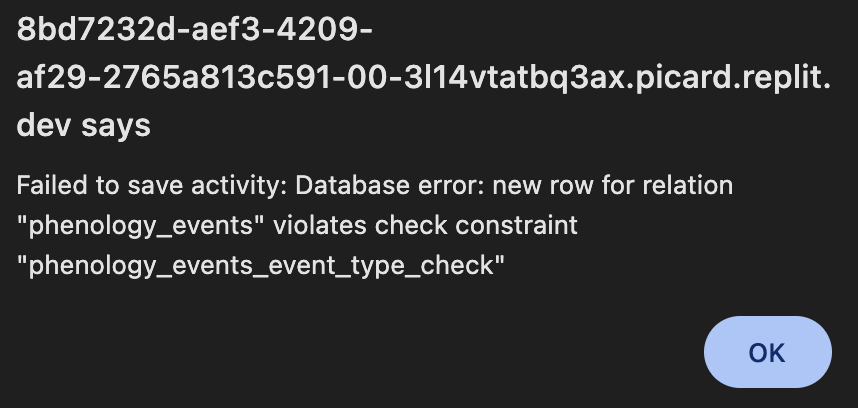 8bd7232d-aef3-4209-
af29-2765a813c591-00-3l14vtatbq3ax.picard.replit.
dev says
Failed to save activity: Database error: new row for relation
"phenology_events" violates check constraint
"phenology_events_event_type_check"
OK